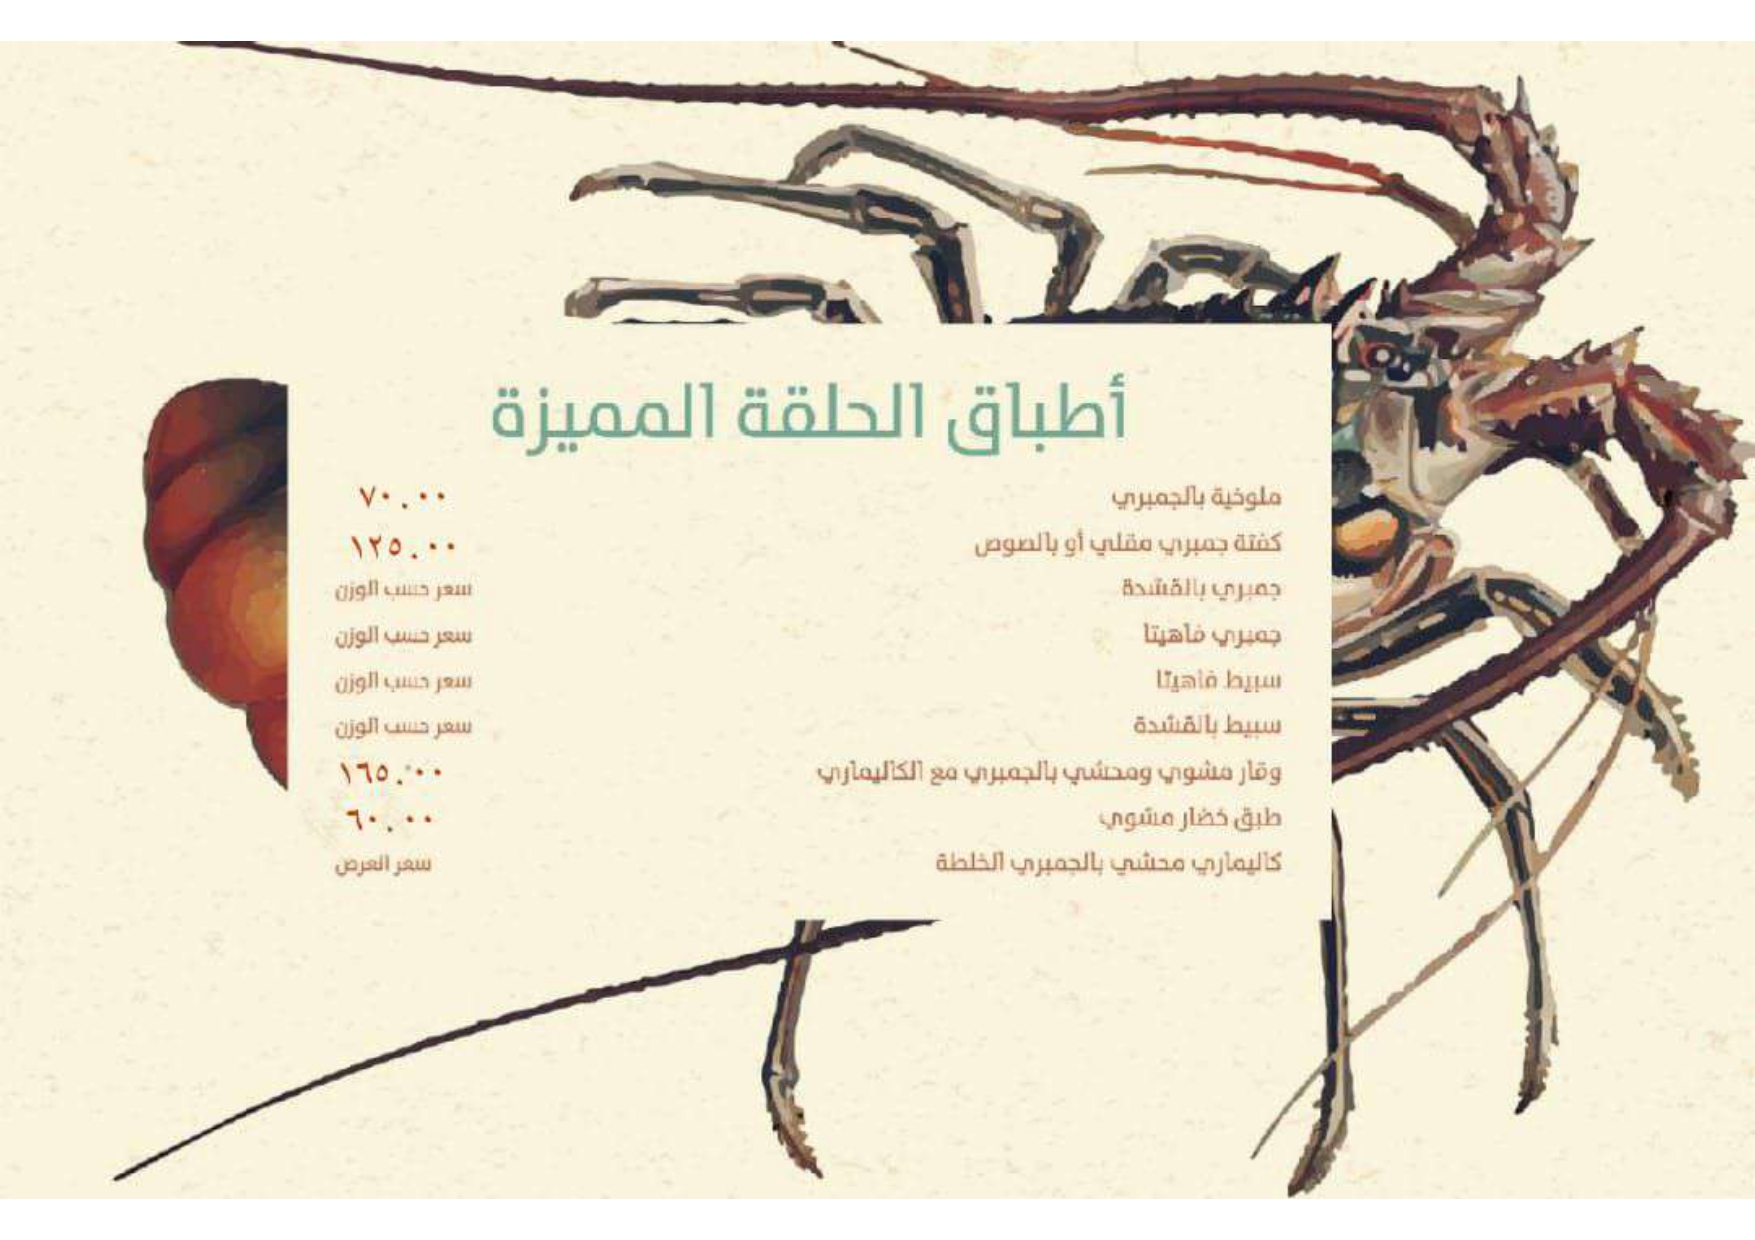 أطباق الحلقة المميزة
ملوخية بالجمبري ٧٠.٠٠
كفتة جمبري مقلي أو بالصوص ١٢٥.٠٠
جمبري بالقشدة سعر حسب الوزن
جمبري فاهيتا سعر حسب الوزن
سبيط فاهيتا سعر حسب الوزن
سبيط بالقشدة سعر حسب الوزن
وقار مشوي ومحشي بالجمبري مع الكاليماري ١٦٥.٠٠
طبق خضار مشوي ٦٠.٠٠
كاليماري محشي بالجمبري الخلطة سعر العرض